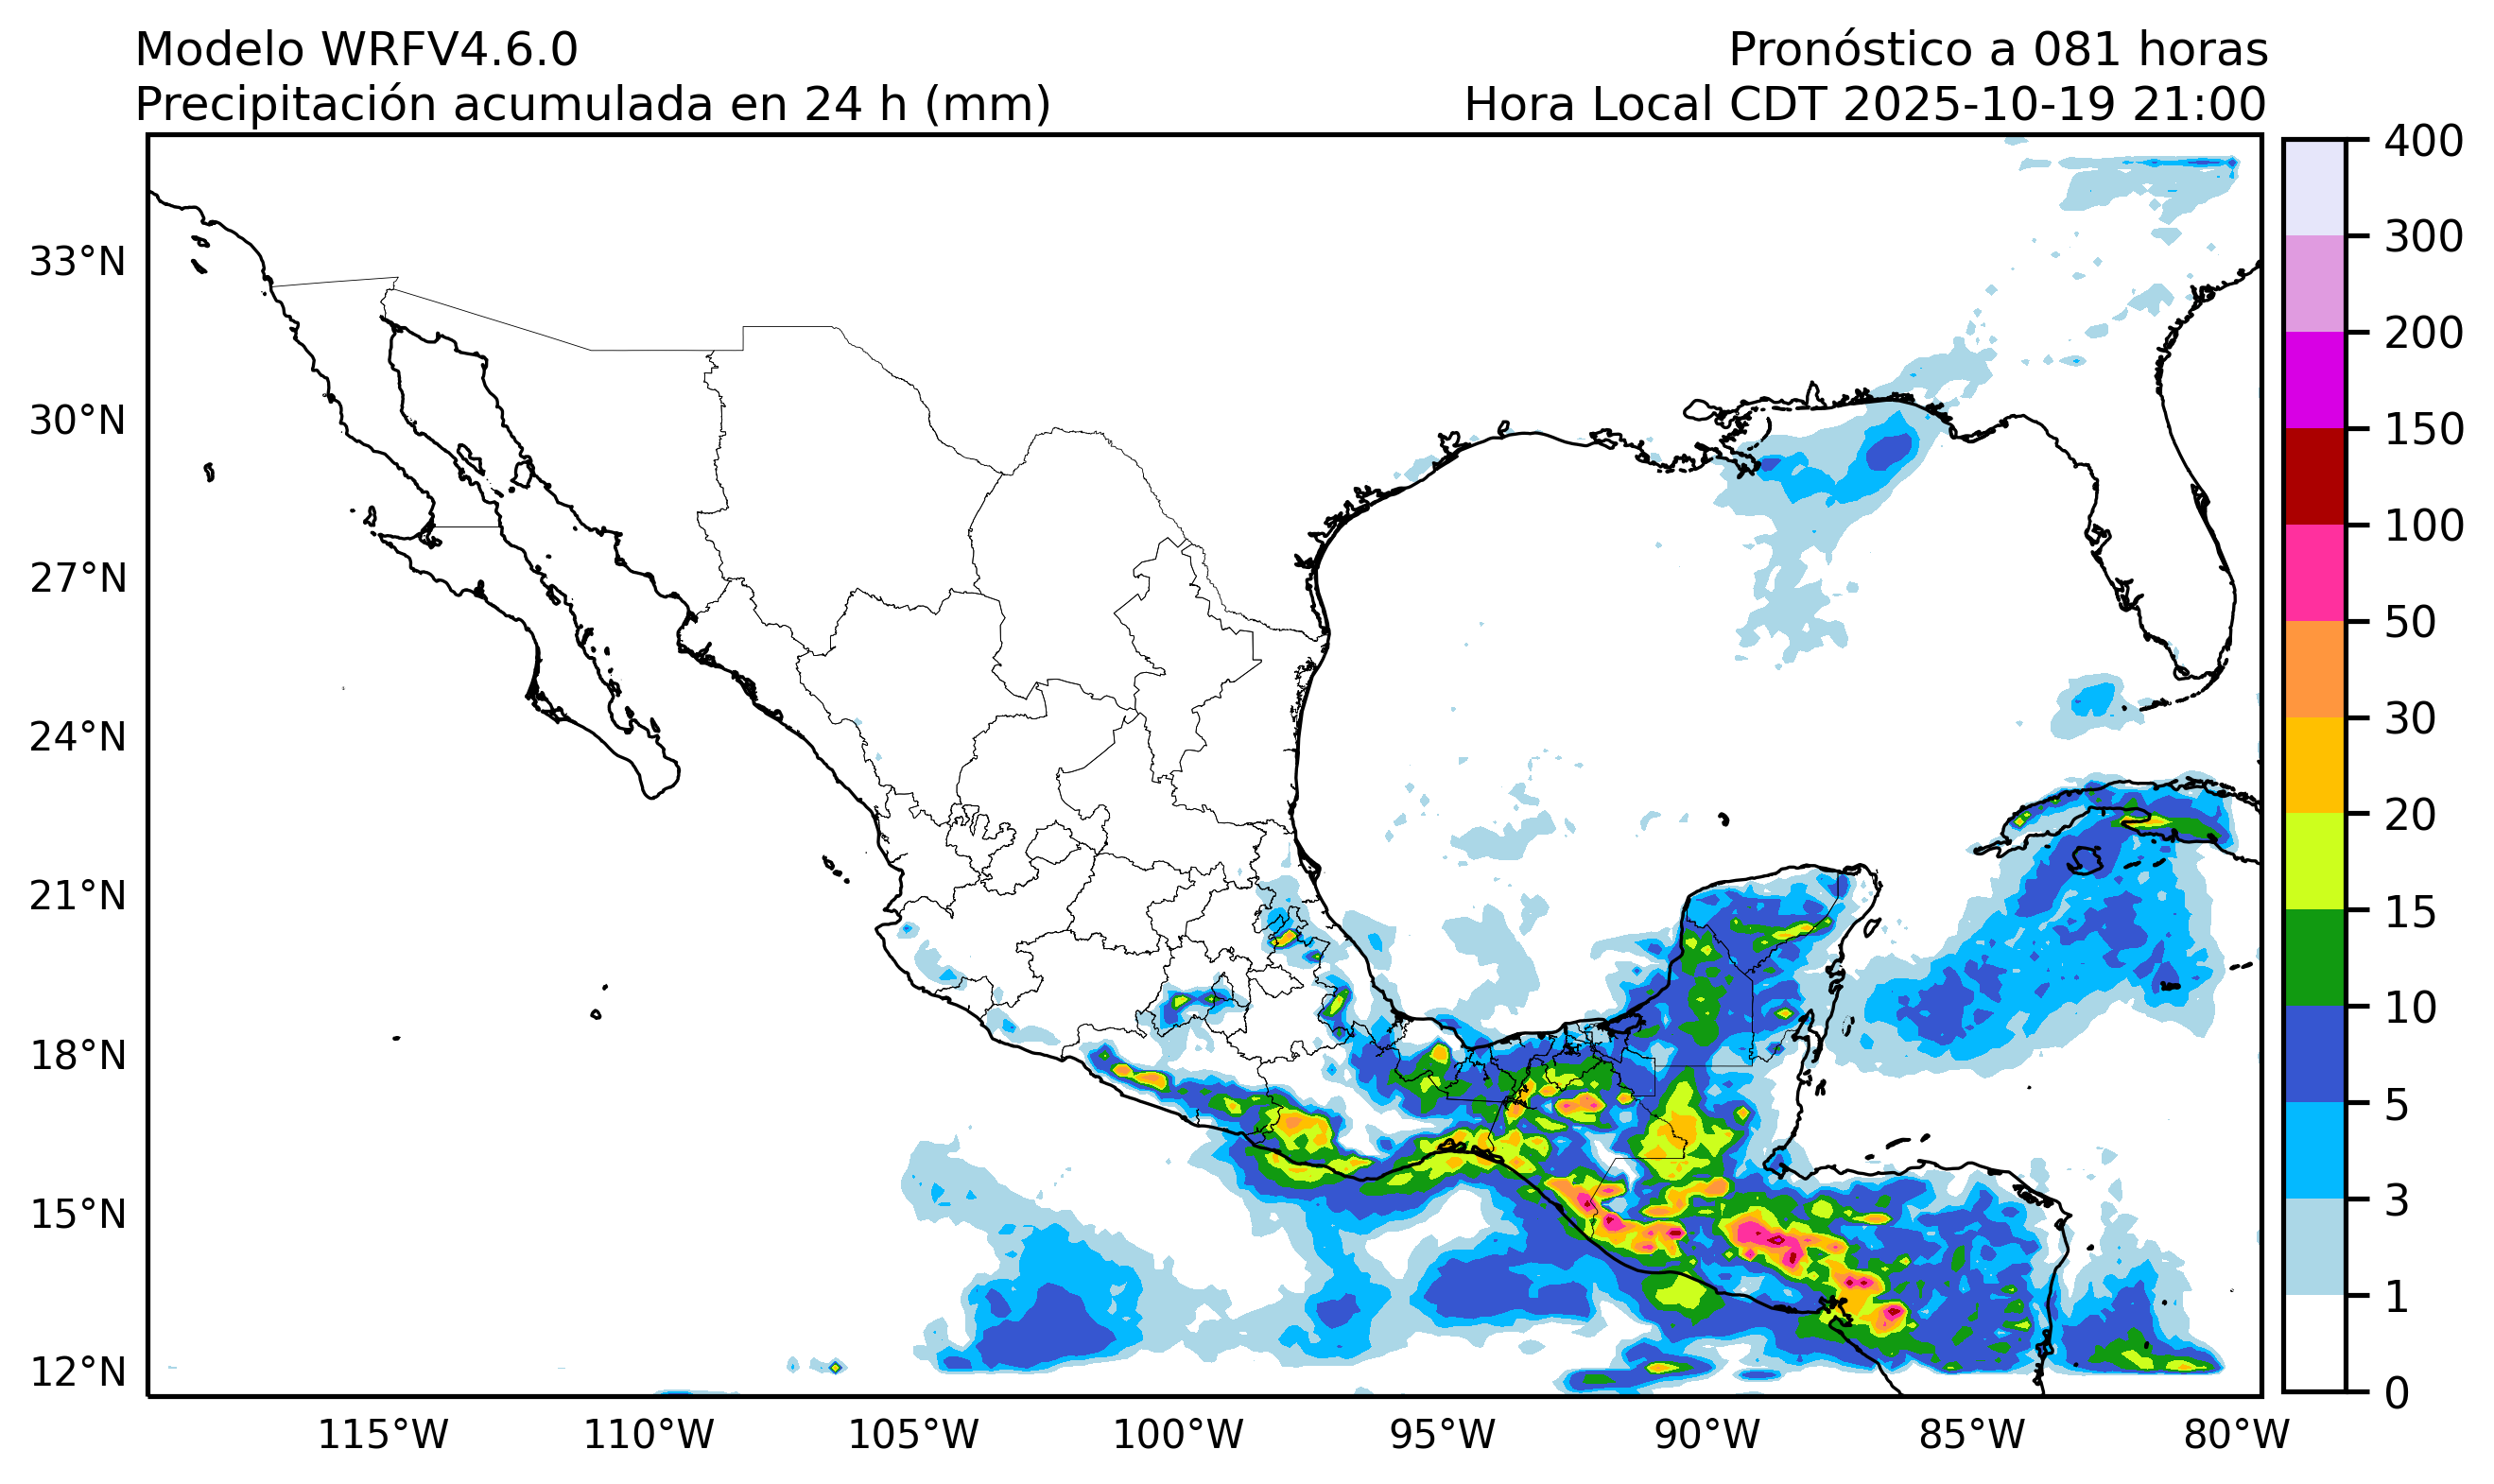 Modelo WRFV4.6.0
Pronóstico a 081 horas
Precipitación acumulada en 24 h (mm)
Hora Local CDT 2025-10-19 21:00
400
300
200
150
100
50
30
20
15
10
5
3
1
0
33°N
30°N
27°N
24°N
21°N
18°N
15°N
12°N
115°W
110°W
105°W
100°W
95°W
90°W
85°W
80°W